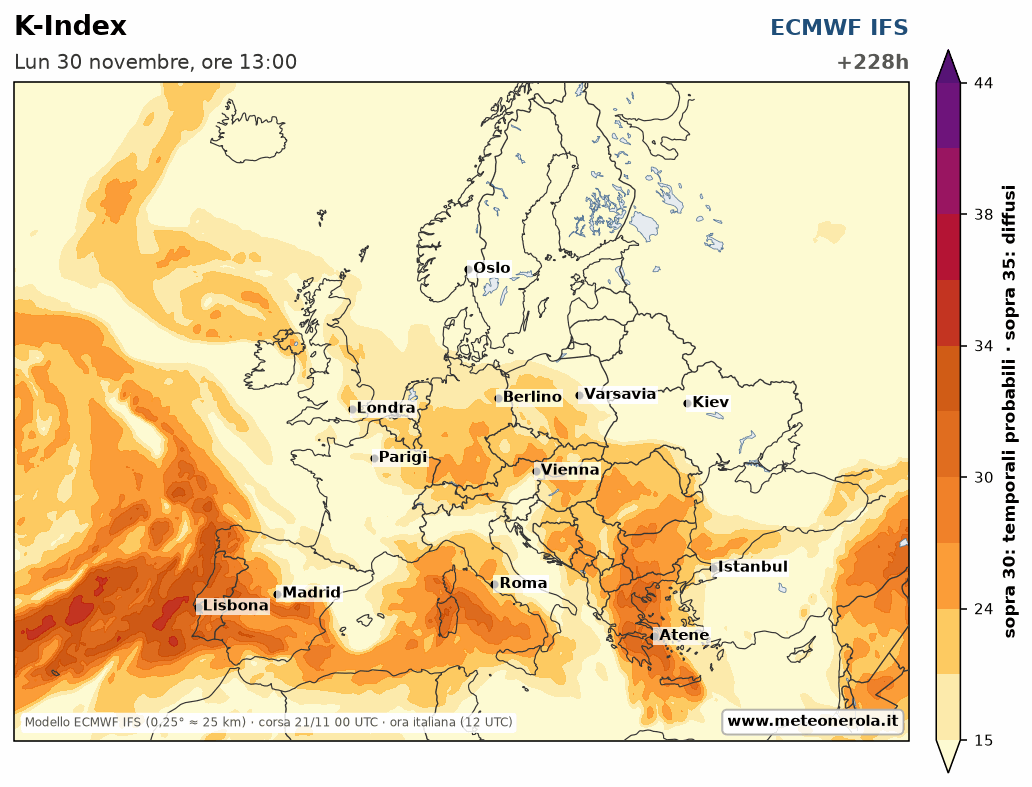 K-Index
ECMWF IFS
Lun 30 novembre, ore 13:00
+228h
44
38
34
30
24
15
sopra 30: temporali probabili · sopra 35: diffusi
Oslo
Londra
Berlino
Varsavia
Kiev
Parigi
Vienna
Istanbul
Roma
Madrid
Lisbona
Atene
Modello ECMWF IFS (0,25° ≈ 25 km) · corsa 21/11 00 UTC · ora italiana (12 UTC)
www.meteonerola.it